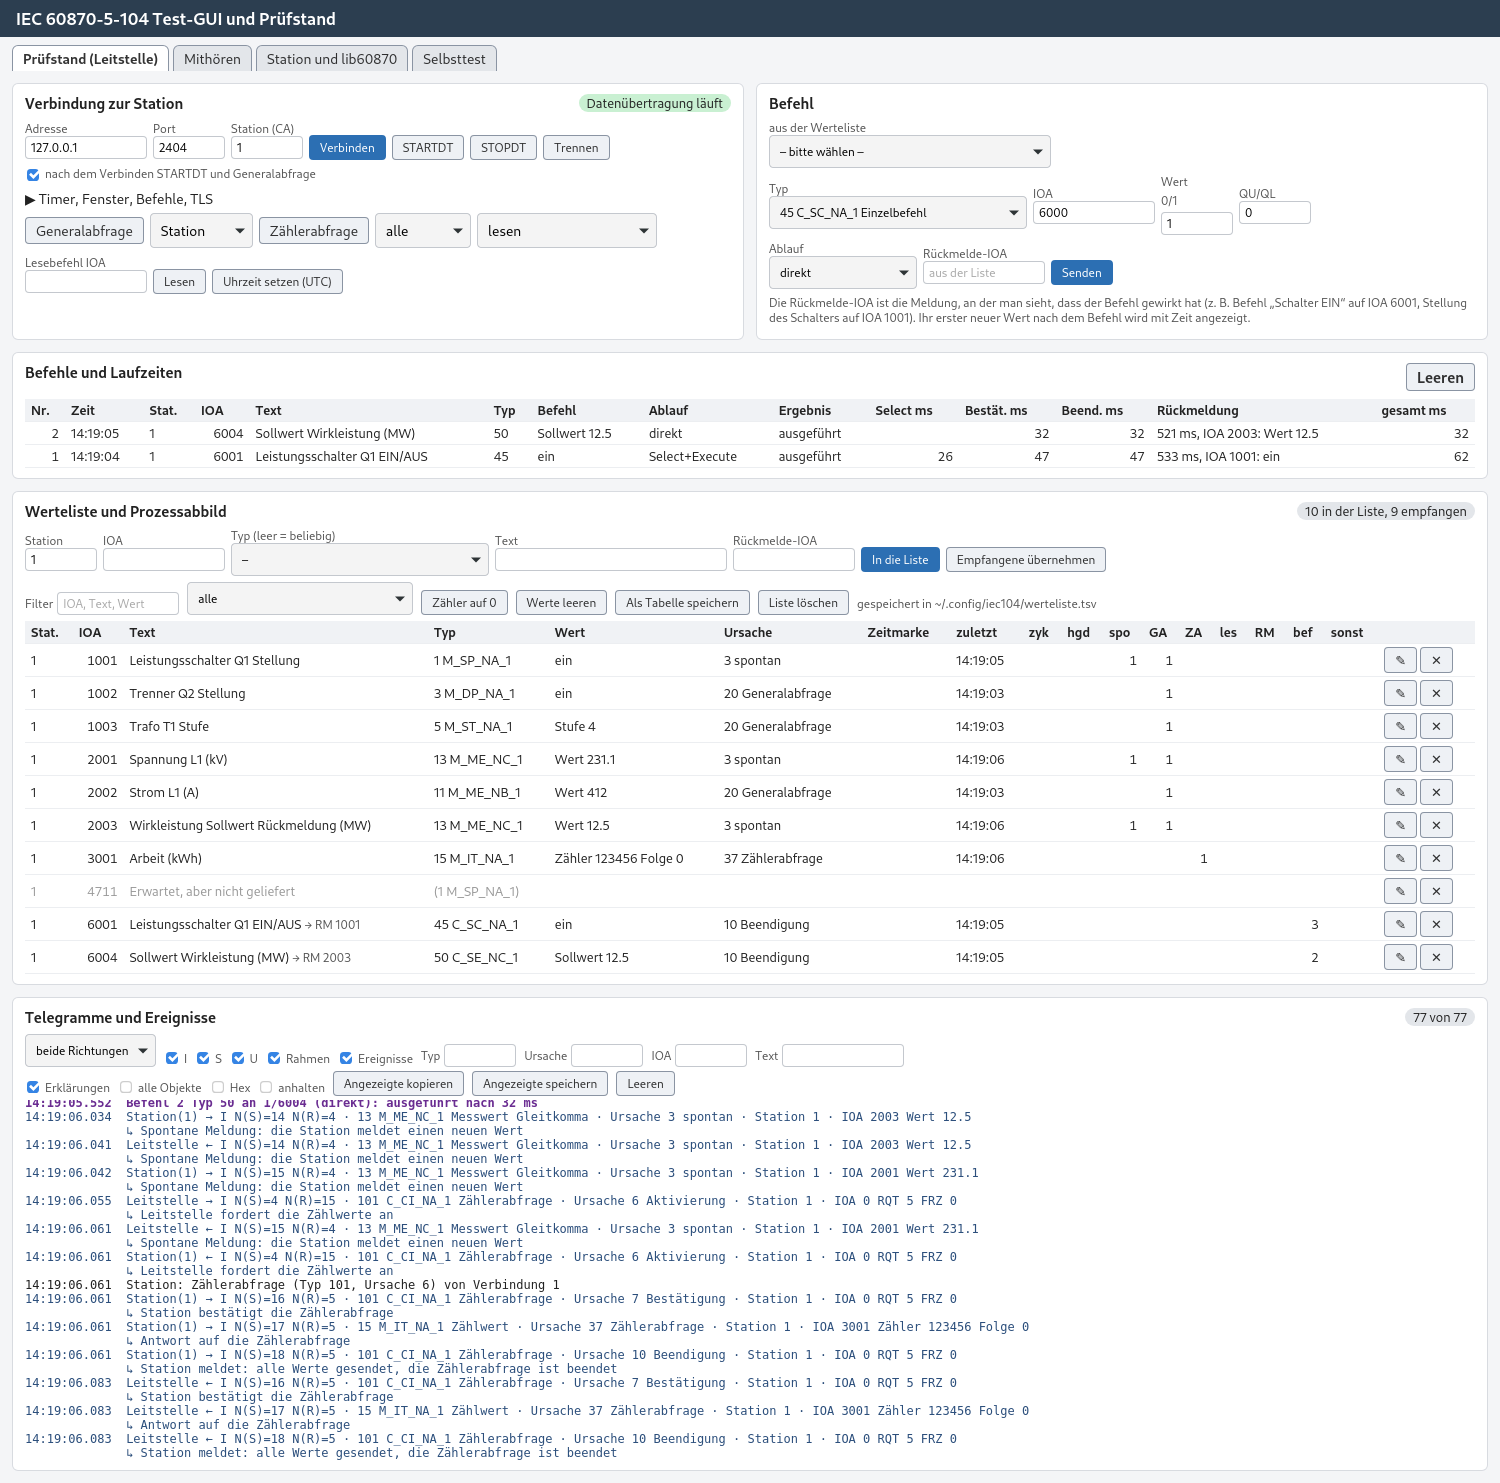 IEC 60870-5-104 Test-GUI und Prüfstand
Prüfstand (Leitstelle) Mithören Station und lib60870 Selbsttest
Verbindung zur Station Datenübertragung läuft
Adresse Port Station (CA)
127.0.0.1 2404 1 Verbinden STARTDT STOPDT Trennen
nach dem Verbinden STARTDT und Generalabfrage
▶ Timer, Fenster, Befehle, TLS
Generalabfrage Station Zählerabfrage alle lesen
Lesebefehl IOA
Lesen Uhrzeit setzen (UTC)
Befehl
aus der Werteliste
– bitte wählen –
Typ IOA Wert 0/1 QU/QL
45 C_SC_NA_1 Einzelbefehl 6000 1 0
Ablauf Rückmelde-IOA
direkt aus der Liste Senden
Die Rückmelde-IOA ist die Meldung, an der man sieht, dass der Befehl gewirkt hat (z. B. Befehl „Schalter EIN“ auf IOA 6001, Stellung
des Schalters auf IOA 1001). Ihr erster neuer Wert nach dem Befehl wird mit Zeit angezeigt.
Befehle und Laufzeiten Leeren
Nr. Zeit Stat. IOA Text Typ Befehl Ablauf Ergebnis Select ms Bestät. ms Beend. ms Rückmeldung gesamt ms
2 14:19:05 1 6004 Sollwert Wirkleistung (MW) 50 Sollwert 12.5 direkt ausgeführt 32 32 521 ms, IOA 2003: Wert 12.5 32
1 14:19:04 1 6001 Leistungsschalter Q1 EIN/AUS 45 ein Select+Execute ausgeführt 26 47 47 533 ms, IOA 1001: ein 62
Werteliste und Prozessabbild 10 in der Liste, 9 empfangen
Station IOA Typ (leer = beliebig) Text Rückmelde-IOA
1 – In die Liste Empfangene übernehmen
Filter IOA, Text, Wert alle Zähler auf 0 Werte leeren Als Tabelle speichern Liste löschen gespeichert in ~/.config/iec104/werteliste.tsv
Stat. IOA Text Typ Wert Ursache Zeitmarke zuletzt zyk hgd spo GA ZA les RM bef sonst
1 1001 Leistungsschalter Q1 Stellung 1 M_SP_NA_1 ein 3 spontan 14:19:05 1 1 ✎ ✕
1 1002 Trenner Q2 Stellung 3 M_DP_NA_1 ein 20 Generalabfrage 14:19:03 1 ✎ ✕
1 1003 Trafo T1 Stufe 5 M_ST_NA_1 Stufe 4 20 Generalabfrage 14:19:03 1 ✎ ✕
1 2001 Spannung L1 (kV) 13 M_ME_NC_1 Wert 231.1 3 spontan 14:19:06 1 1 ✎ ✕
1 2002 Strom L1 (A) 11 M_ME_NB_1 Wert 412 20 Generalabfrage 14:19:03 1 ✎ ✕
1 2003 Wirkleistung Sollwert Rückmeldung (MW) 13 M_ME_NC_1 Wert 12.5 3 spontan 14:19:06 1 1 ✎ ✕
1 3001 Arbeit (kWh) 15 M_IT_NA_1 Zähler 123456 Folge 0 37 Zählerabfrage 14:19:06 1 ✎ ✕
1 4711 Erwartet, aber nicht geliefert (1 M_SP_NA_1) ✎ ✕
1 6001 Leistungsschalter Q1 EIN/AUS → RM 1001 45 C_SC_NA_1 ein 10 Beendigung 14:19:05 3 ✎ ✕
1 6004 Sollwert Wirkleistung (MW) → RM 2003 50 C_SE_NC_1 Sollwert 12.5 10 Beendigung 14:19:05 2 ✎ ✕
Telegramme und Ereignisse 77 von 77
beide Richtungen I S U Rahmen Ereignisse Typ Ursache IOA Text
Erklärungen alle Objekte Hex anhalten Angezeigte kopieren Angezeigte speichern Leeren
14:19:05.552 Befehl 2 Typ 50 an 1/6004 (direkt): ausgeführt nach 32 ms
14:19:06.034 Station(1) → I N(S)=14 N(R)=4 · 13 M_ME_NC_1 Messwert Gleitkomma · Ursache 3 spontan · Station 1 · IOA 2003 Wert 12.5
↳ Spontane Meldung: die Station meldet einen neuen Wert
14:19:06.041 Leitstelle ← I N(S)=14 N(R)=4 · 13 M_ME_NC_1 Messwert Gleitkomma · Ursache 3 spontan · Station 1 · IOA 2003 Wert 12.5
↳ Spontane Meldung: die Station meldet einen neuen Wert
14:19:06.042 Station(1) → I N(S)=15 N(R)=4 · 13 M_ME_NC_1 Messwert Gleitkomma · Ursache 3 spontan · Station 1 · IOA 2001 Wert 231.1
↳ Spontane Meldung: die Station meldet einen neuen Wert
14:19:06.055 Leitstelle → I N(S)=4 N(R)=15 · 101 C_CI_NA_1 Zählerabfrage · Ursache 6 Aktivierung · Station 1 · IOA 0 RQT 5 FRZ 0
↳ Leitstelle fordert die Zählwerte an
14:19:06.061 Leitstelle ← I N(S)=15 N(R)=4 · 13 M_ME_NC_1 Messwert Gleitkomma · Ursache 3 spontan · Station 1 · IOA 2001 Wert 231.1
↳ Spontane Meldung: die Station meldet einen neuen Wert
14:19:06.061 Station(1) ← I N(S)=4 N(R)=15 · 101 C_CI_NA_1 Zählerabfrage · Ursache 6 Aktivierung · Station 1 · IOA 0 RQT 5 FRZ 0
↳ Leitstelle fordert die Zählwerte an
14:19:06.061 Station: Zählerabfrage (Typ 101, Ursache 6) von Verbindung 1
14:19:06.061 Station(1) → I N(S)=16 N(R)=5 · 101 C_CI_NA_1 Zählerabfrage · Ursache 7 Bestätigung · Station 1 · IOA 0 RQT 5 FRZ 0
↳ Station bestätigt die Zählerabfrage
14:19:06.061 Station(1) → I N(S)=17 N(R)=5 · 15 M_IT_NA_1 Zählwert · Ursache 37 Zählerabfrage · Station 1 · IOA 3001 Zähler 123456 Folge 0
↳ Antwort auf die Zählerabfrage
14:19:06.061 Station(1) → I N(S)=18 N(R)=5 · 101 C_CI_NA_1 Zählerabfrage · Ursache 10 Beendigung · Station 1 · IOA 0 RQT 5 FRZ 0
↳ Station meldet: alle Werte gesendet, die Zählerabfrage ist beendet
14:19:06.083 Leitstelle ← I N(S)=16 N(R)=5 · 101 C_CI_NA_1 Zählerabfrage · Ursache 7 Bestätigung · Station 1 · IOA 0 RQT 5 FRZ 0
↳ Station bestätigt die Zählerabfrage
14:19:06.083 Leitstelle ← I N(S)=17 N(R)=5 · 15 M_IT_NA_1 Zählwert · Ursache 37 Zählerabfrage · Station 1 · IOA 3001 Zähler 123456 Folge 0
↳ Antwort auf die Zählerabfrage
14:19:06.083 Leitstelle ← I N(S)=18 N(R)=5 · 101 C_CI_NA_1 Zählerabfrage · Ursache 10 Beendigung · Station 1 · IOA 0 RQT 5 FRZ 0
↳ Station meldet: alle Werte gesendet, die Zählerabfrage ist beendet